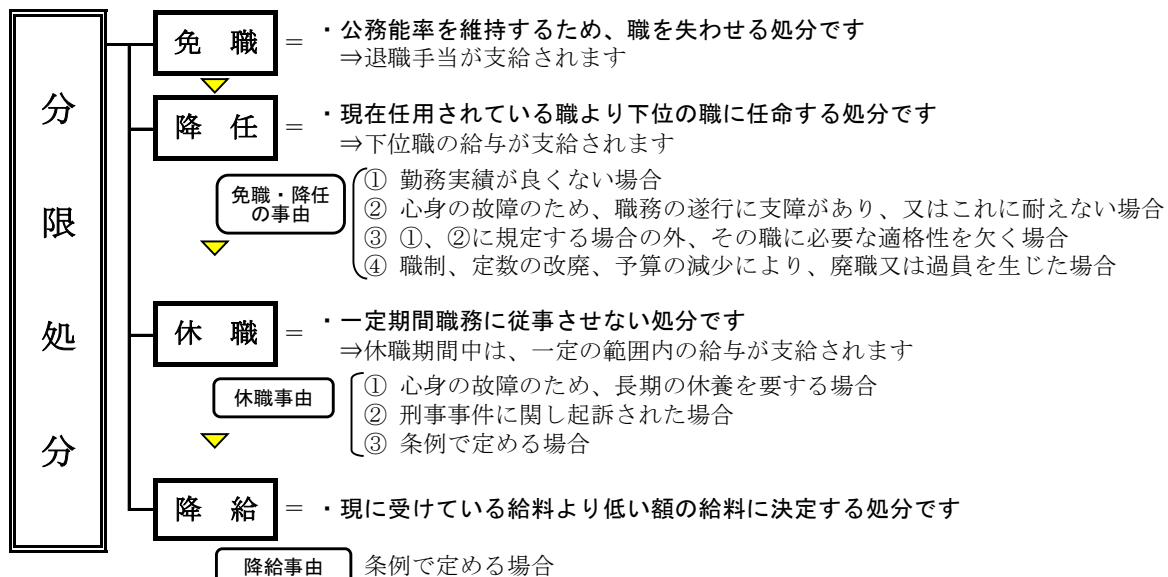 分限処分
免 職 = ・公務能率を維持するため、職を失わせる処分です
⇒退職手当が支給されます
降 任 = ・現在任用されている職より下位の職に任命する処分です
⇒下位職の給与が支給されます
免職・降任
の事由
① 勤務実績が良くない場合
② 心身の故障のため、職務の遂行に支障があり、又はこれに耐えない場合
③ ①、②に規定する場合の外、その職に必要な適格性を欠く場合
④ 職制、定数の改廃、予算の減少により、廃職又は過員を生じた場合
休 職 = ・一定期間職務に従事させない処分です
⇒休職期間中は、一定の範囲内の給与が支給されます
休職事由
① 心身の故障のため、長期の休養を要する場合
② 刑事事件に関し起訴された場合
③ 条例で定める場合
降 給 = ・現に受けている給料より低い額の給料に決定する処分です
降給事由 条例で定める場合